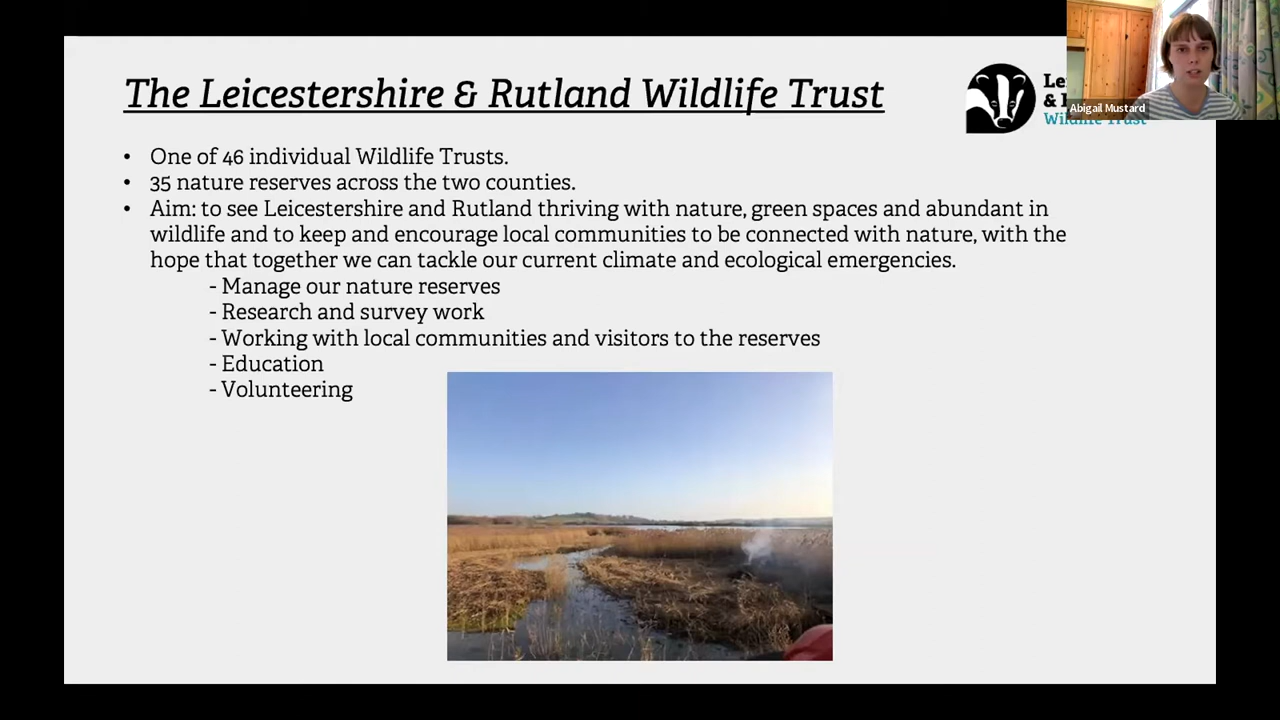 The Leicestershire & Rutland Wildlife Trust
Abigail Mustard
• One of 46 individual Wildlife Trusts.
• 35 nature reserves across the two counties.
• Aim: to see Leicestershire and Rutland thriving with nature, green spaces and abundant in
wildlife and to keep and encourage local communities to be connected with nature, with the
hope that together we can tackle our current climate and ecological emergencies.
- Manage our nature reserves
- Research and survey work
- Working with local communities and visitors to the reserves
- Education
- Volunteering